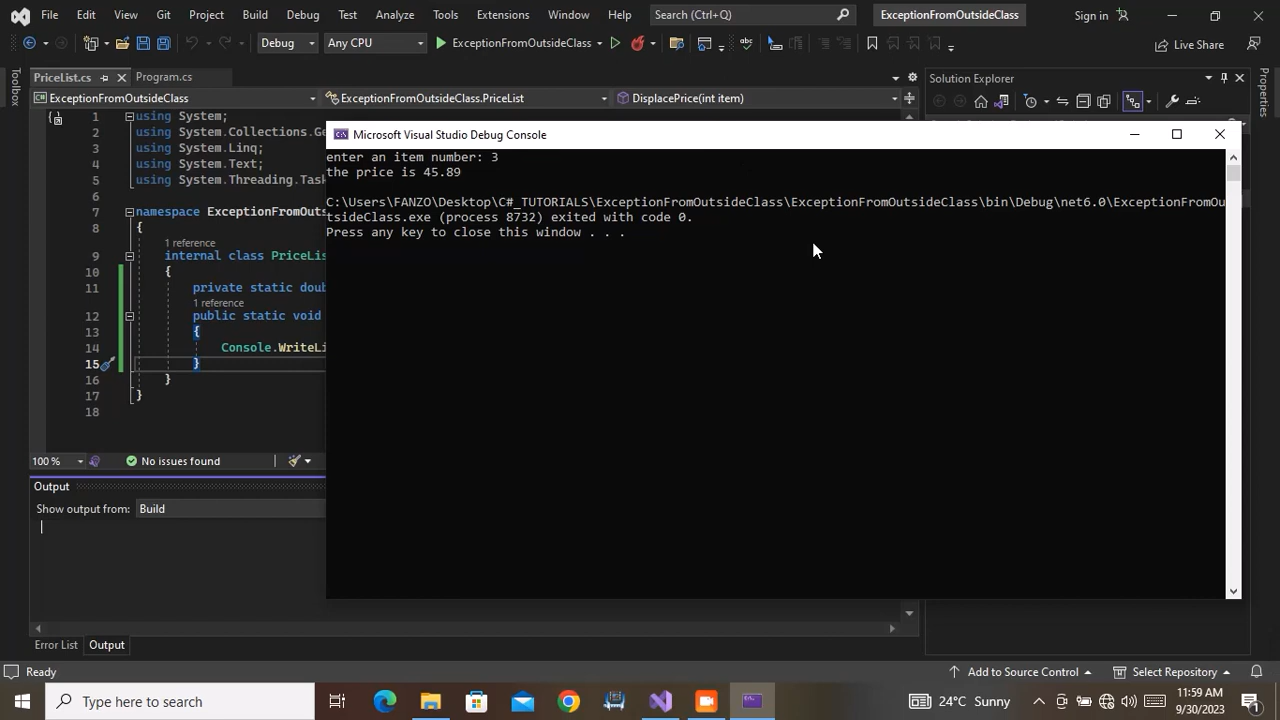 File Edit View Git Project Build Debug Test Analyze Tools Extensions Window Help Search (Ctrl+Q) ExceptionFromOutsideClass Sign in
Debug Any CPU ExceptionFromOutsideClass Live Share
Toolbox
PriceList.cs Program.cs
ExceptionFromOutsideClass ExceptionFromOutsideClass.PriceList DisplacePrice(int item)
Solution Explorer
Properties
1 using System;
2 using System.Collections.Ge
3 using System.Linq;
4 using System.Text;
5 using System.Threading.Task
6
7 namespace ExceptionFromOuts
8 {
1 reference
9 internal class PriceLis
10 {
11 private static doub
1 reference
12 public static void
13 {
14 Console.WriteLi
15 }
16 }
17 }
18
Microsoft Visual Studio Debug Console
enter an item number: 3
the price is 45.89
C:\Users\FANZO\Desktop\C#_TUTORIALS\ExceptionFromOutsideClass\ExceptionFromOutsideClass\bin\Debug\net6.0\ExceptionFromOu
tsideClass.exe (process 8732) exited with code 0.
Press any key to close this window . . .
100 % No issues found
Output
Show output from: Build
Error List Output
Ready Add to Source Control Select Repository
Type here to search 24°C Sunny 11:59 AM
9/30/2023
1